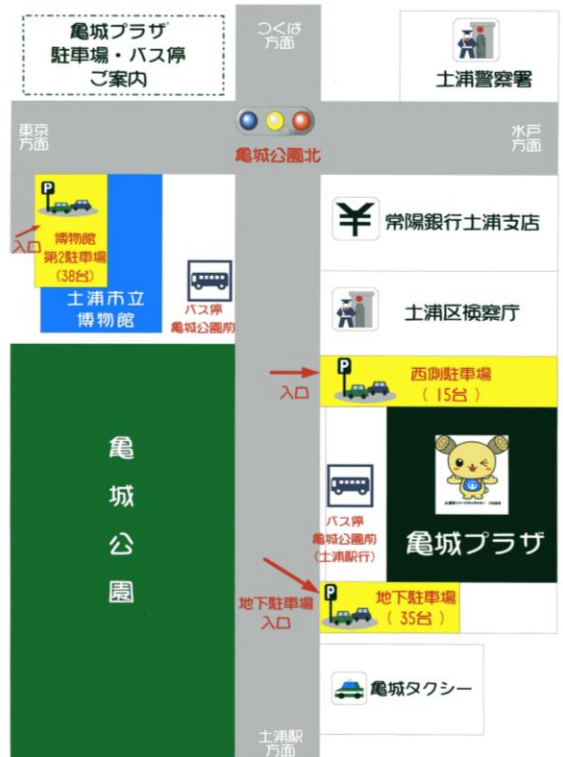 亀城プラザ
駐車場・バス停
ご案内
つくば
方面
土浦警察署
東京
方面
水戸
方面
亀城公園北
P
入口
博物館
第2駐車場
(38台)
土浦市立
博物館
バス停
亀城公園前
¥
常陽銀行土浦支店
土浦区検察庁
入口
P
西側駐車場
( 15台 )
亀城公園
バス停
亀城公園前
(土浦駅行)
亀城プラザ
地下駐車場
入口
P
地下駐車場
( 35台 )
亀城タクシー
土浦駅
方面